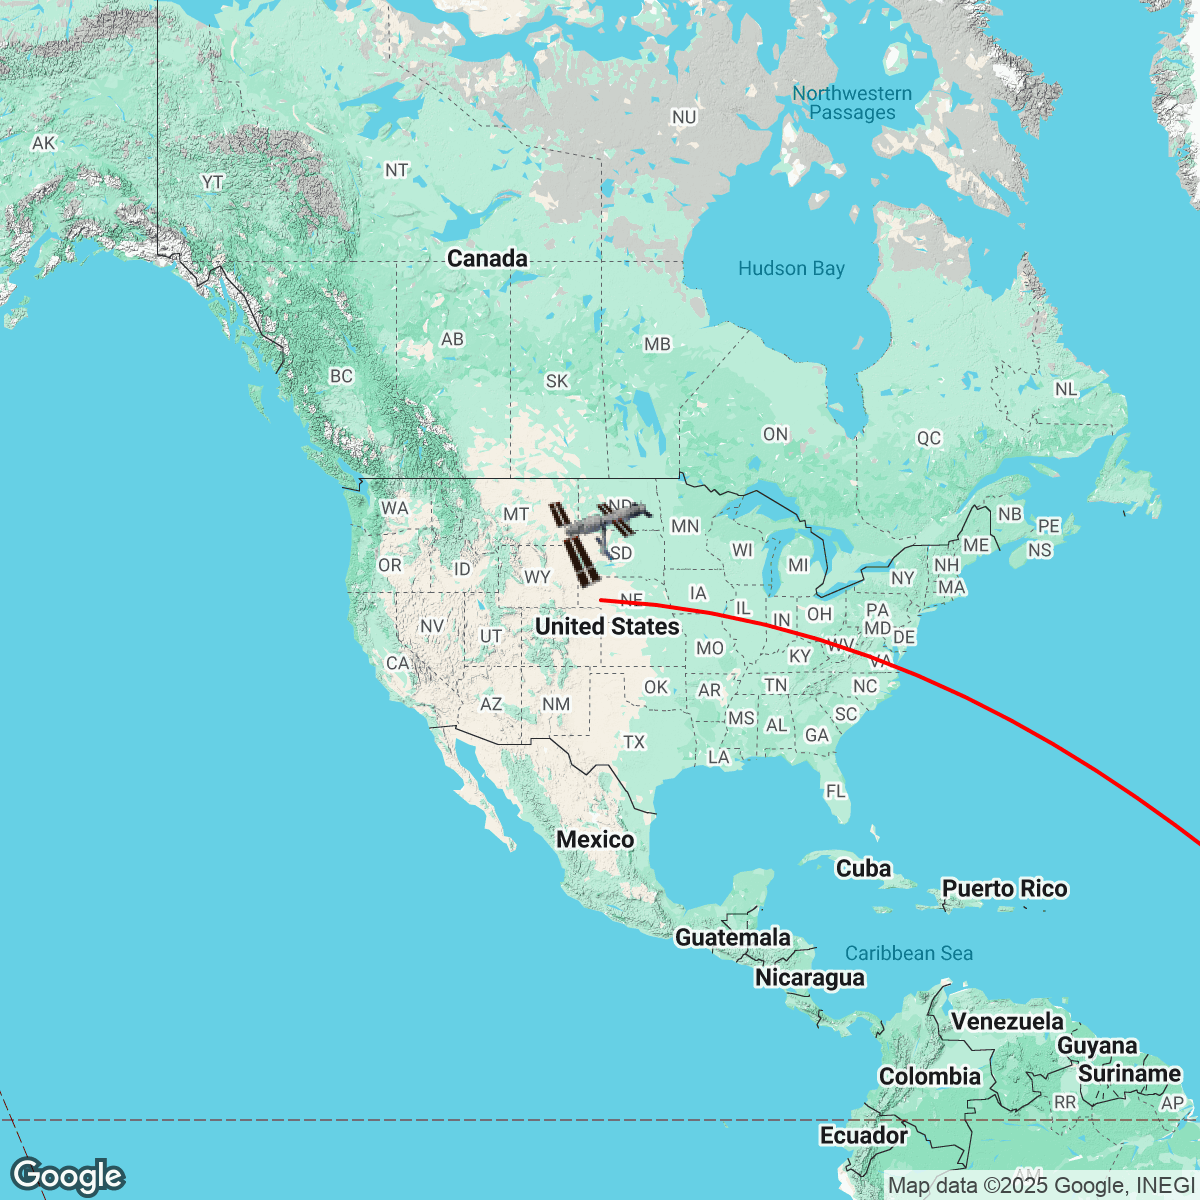 Northwestern
Passages
NU
AK
NT
YT
Canada
Hudson Bay
AB
MB
BC
SK
NL
ON
QC
WA
MT
ND
MN
NB
PE
NS
ME
OR
ID
WY
SD
WI
MI
NY
NH
MA
NE
IA
IL
IN
OH
PA
MD
DE
NV
UT
United States
MO
KY
WV
VA
CA
AZ
NM
OK
AR
TN
NC
SC
MS
AL
GA
TX
LA
FL
Mexico
Cuba
Puerto Rico
Guatemala
Caribbean Sea
Nicaragua
Venezuela
Guyana
Colombia
Suriname
RR
AP
Ecuador
AM
Google
Map data ©2025 Google, INEGI